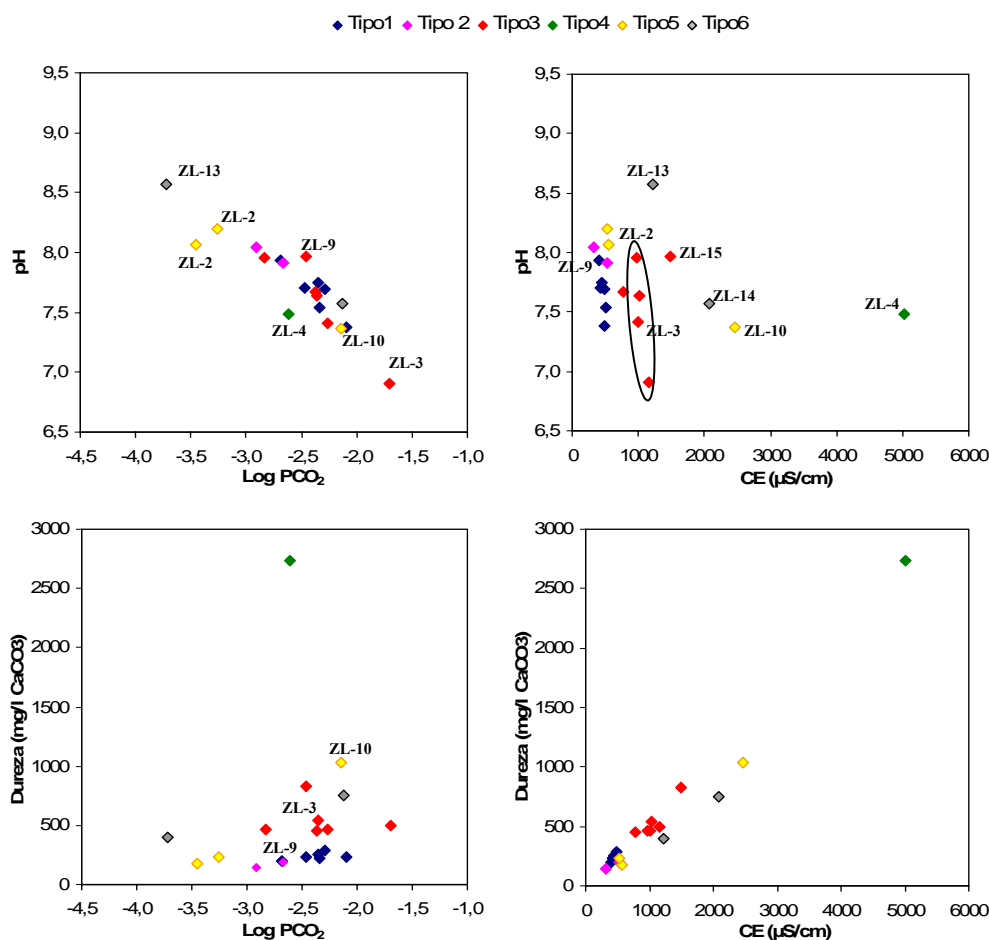 Tipo1 Tipo 2 Tipo3 Tipo4 Tipo5 Tipo6
9,5
9,0
8,5
8,0
7,5
7,0
6,5
pH
ZL-13
ZL-2
ZL-9
ZL-2
ZL-4
ZL-10
ZL-3
-4,5 -4,0 -3,5 -3,0 -2,5 -2,0 -1,5 -1,0
Log PCO₂
9,5
9,0
8,5
8,0
7,5
7,0
6,5
pH
ZL-13
ZL-2
ZL-9
ZL-15
ZL-14
ZL-4
ZL-3
ZL-10
0 1000 2000 3000 4000 5000 6000
CE (µS/cm)
3000
2500
2000
1500
1000
500
0
Dureza (mg/l CaCO3)
ZL-10
ZL-3
ZL-9
-4,5 -4,0 -3,5 -3,0 -2,5 -2,0 -1,5 -1,0
Log PCO₂
3000
2500
2000
1500
1000
500
0
Dureza (mg/l CaCO3)
0 1000 2000 3000 4000 5000 6000
CE (µS/cm)